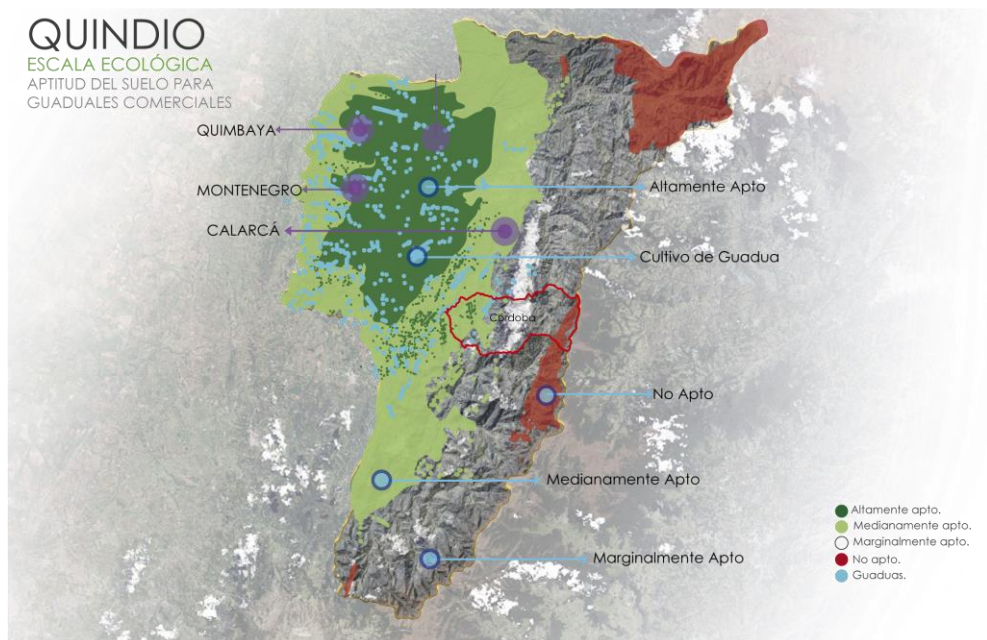 QUINDIO
ESCALA ECOLÓGICA
APTITUD DEL SUELO PARA
GUADUALES COMERCIALES
QUIMBAYA
MONTENEGRO
Altamente Apto
CALARCÁ
Cultivo de Guadua
Córdoba
No Apto
Medianamente Apto
Marginalmente Apto
Altamente apto.
Medianamente apto.
Marginalmente apto.
No apto.
Guaduas.